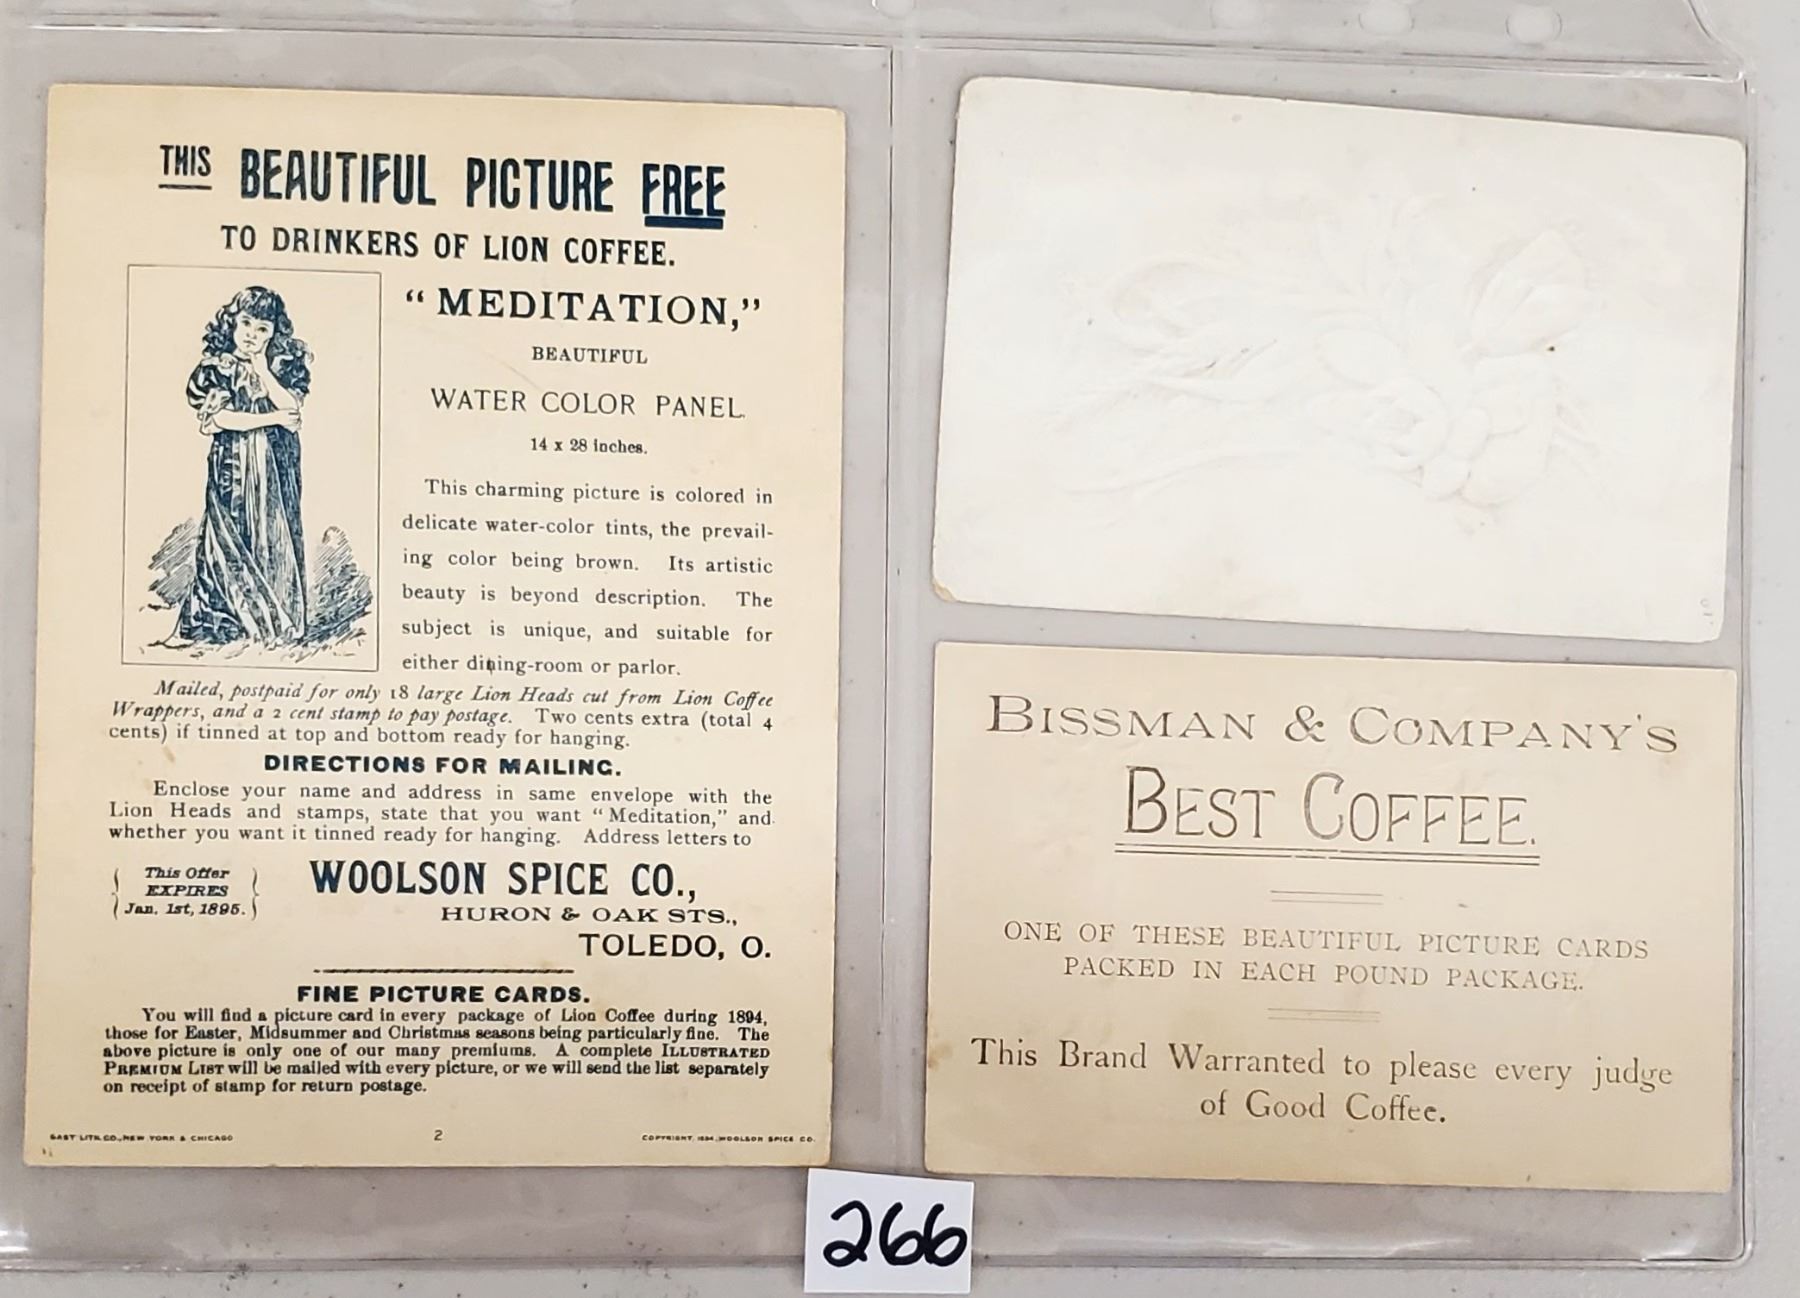 THIS BEAUTIFUL PICTURE FREE
TO DRINKERS OF LION COFFEE.
"MEDITATION,"
BEAUTIFUL
WATER COLOR PANEL.
14 x 28 inches.
This charming picture is colored in
delicate water-color tints, the prevail-
ing color being brown. Its artistic
beauty is beyond description. The
subject is unique, and suitable for
either dining-room or parlor.
Mailed, postpaid for only 18 large Lion Heads cut from Lion Coffee
Wrappers, and a 2 cent stamp to pay postage. Two cents extra (total 4
cents) if tinned at top and bottom ready for hanging.
DIRECTIONS FOR MAILING.
Enclose your name and address in same envelope with the
Lion Heads and stamps, state that you want "Meditation," and
whether you want it tinned ready for hanging. Address letters to
This Offer
EXPIRES
Jan. 1st, 1895.
WOOLSON SPICE CO.,
HURON & OAK STS.,
TOLEDO, O.
FINE PICTURE CARDS.
You will find a picture card in every package of Lion Coffee during 1894,
those for Easter, Midsummer and Christmas seasons being particularly fine. The
above picture is only one of our many premiums. A complete ILLUSTRATED
PREMIUM LIST will be mailed with every picture, or we will send the list separately
on receipt of stamp for return postage.
GAST LITH. CO., NEW YORK & CHICAGO
2
COPYRIGHT, 1894, WOOLSON SPICE CO.
BISSMAN & COMPANY'S
BEST COFFEE.
ONE OF THESE BEAUTIFUL PICTURE CARDS
PACKED IN EACH POUND PACKAGE.
This Brand Warranted to please every judge
of Good Coffee.
266